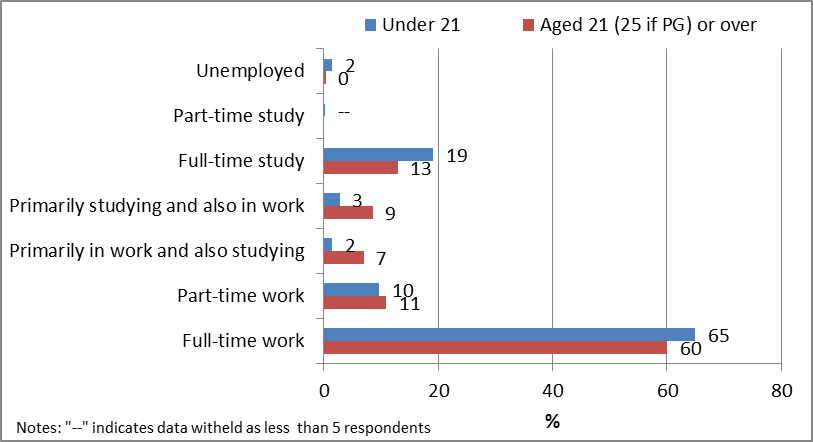 Under 21 Aged 21 (25 if PG) or over
Unemployed 2
0
Part-time study --
Full-time study 19
13
Primarily studying and also in work 3
9
Primarily in work and also studying 2
7
Part-time work 10
11
Full-time work 65
60
0 20 40 60 80
%
Notes: "--" indicates data witheld as less than 5 respondents